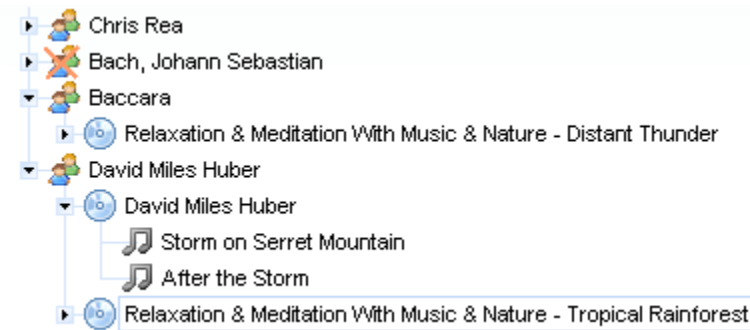 Chris Rea
Bach, Johann Sebastian
Baccara
Relaxation & Meditation With Music & Nature - Distant Thunder
David Miles Huber
David Miles Huber
Storm on Serret Mountain
After the Storm
Relaxation & Meditation With Music & Nature - Tropical Rainforest